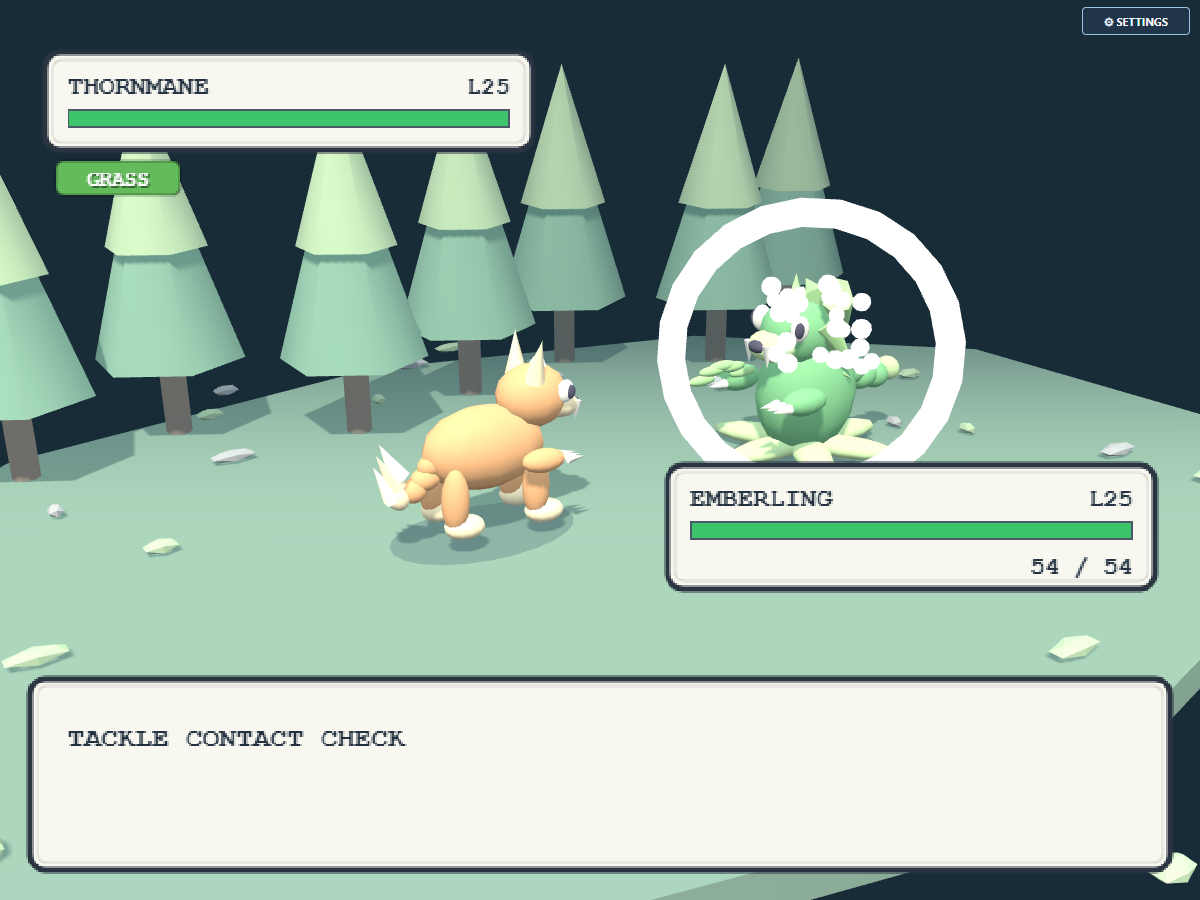 ⚙ SETTINGS
THORNMANE L25
GRASS
EMBERLING L25
54 / 54
TACKLE CONTACT CHECK